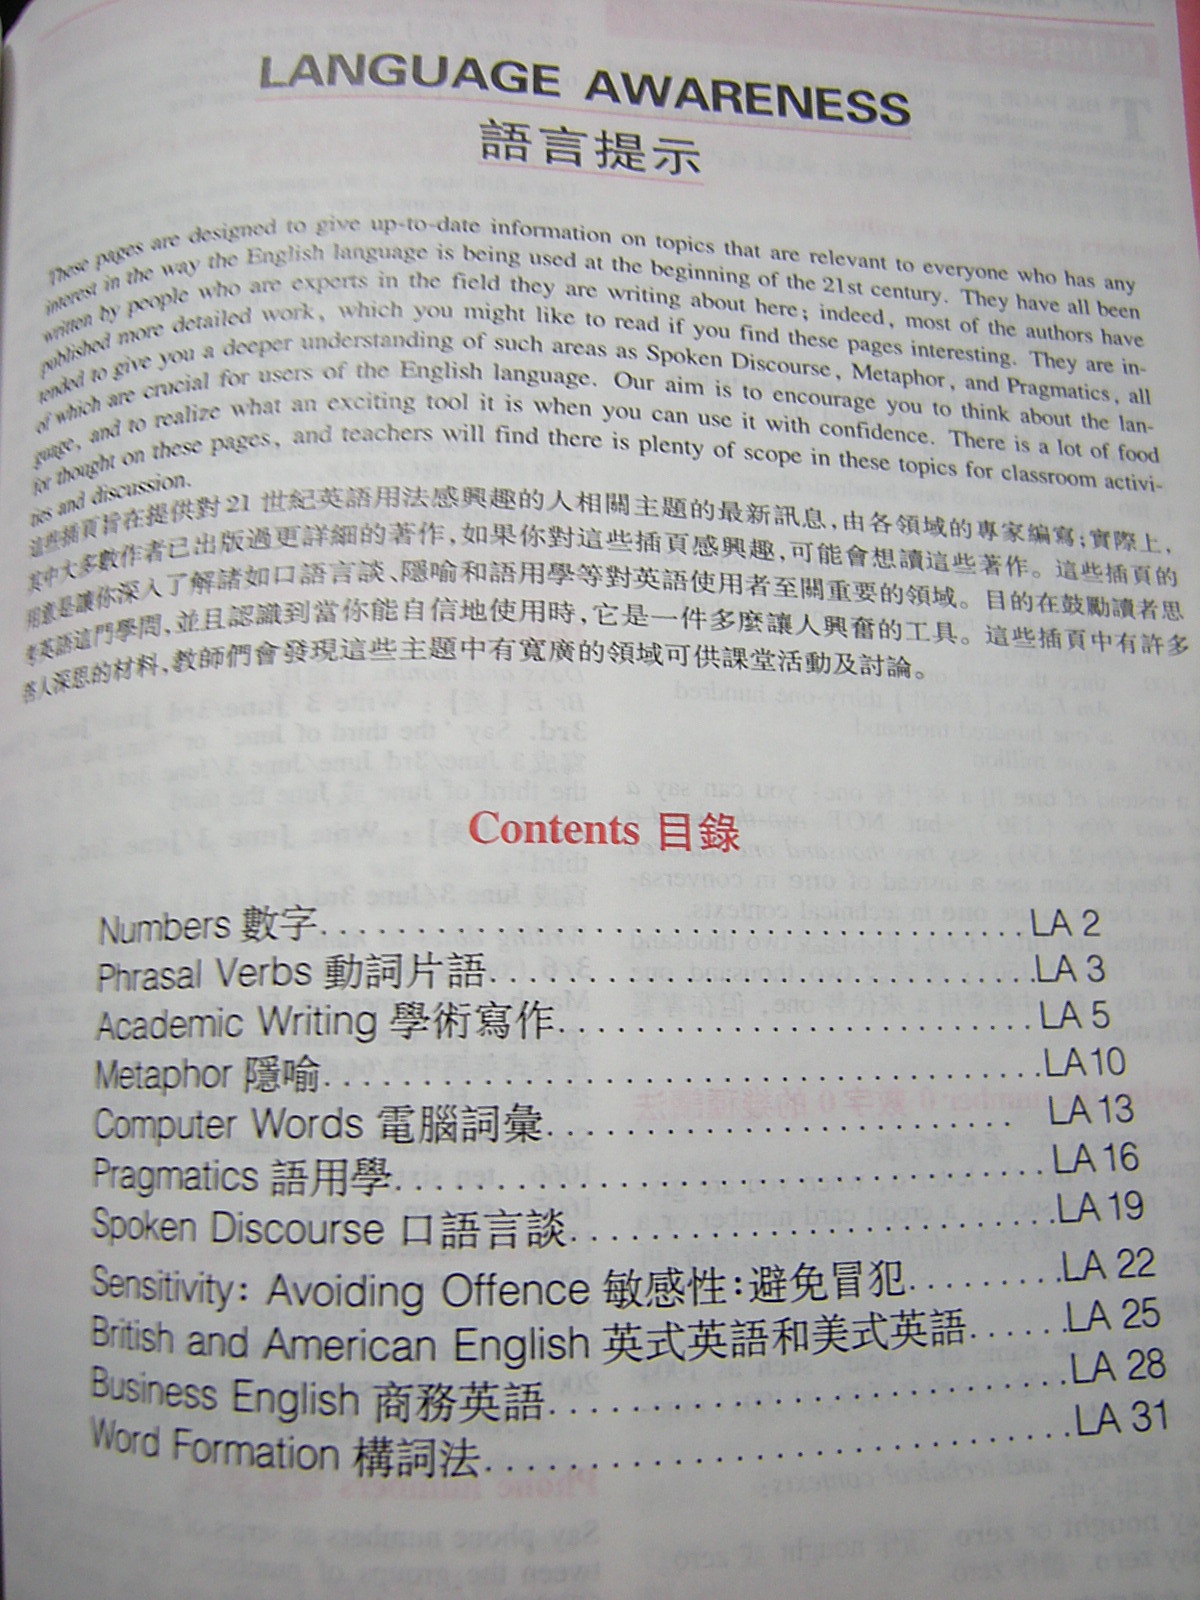 LANGUAGE AWARENESS
語言提示
These pages are designed to give up-to-date information on topics that are relevant to everyone who has any
interest in the way the English language is being used at the beginning of the 21st century. They have all been
written by people who are experts in the field they are writing about here; indeed, most of the authors have
published more detailed work, which you might like to read if you find these pages interesting. They are in-
tended to give you a deeper understanding of such areas as Spoken Discourse, Metaphor, and Pragmatics, all
of which are crucial for users of the English language. Our aim is to encourage you to think about the lan-
guage, and to realize what an exciting tool it is when you can use it with confidence. There is a lot of food
for thought on these pages, and teachers will find there is plenty of scope in these topics for classroom activi-
ties and discussion.
這些插頁旨在提供對 21 世紀英語用法感興趣的人相關主題的最新訊息，由各領域的專家編寫；實際上，
其中大多數作者已出版過更詳細的著作，如果你對這些插頁感興趣，可能會想讀這些著作。這些插頁的
用意是讓你深入了解諸如口語言談、隱喻和語用學等對英語使用者至關重要的領域。目的在鼓勵讀者思
考英語這門學問，並且認識到當你能自信地使用時，它是一件多麼讓人興奮的工具。這些插頁中有許多
答人深思的材料，教師們會發現這些主題中有寬廣的領域可供課堂活動及討論。
Contents 目錄
Numbers 數字 LA 2
Phrasal Verbs 動詞片語 LA 3
Academic Writing 學術寫作 LA 5
Metaphor 隱喻 LA 10
Computer Words 電腦詞彙 LA 13
Pragmatics 語用學 LA 16
Spoken Discourse 口語言談 LA 19
Sensitivity: Avoiding Offence 敏感性：避免冒犯 LA 22
British and American English 英式英語和美式英語 LA 25
Business English 商務英語 LA 28
Word Formation 構詞法 LA 31